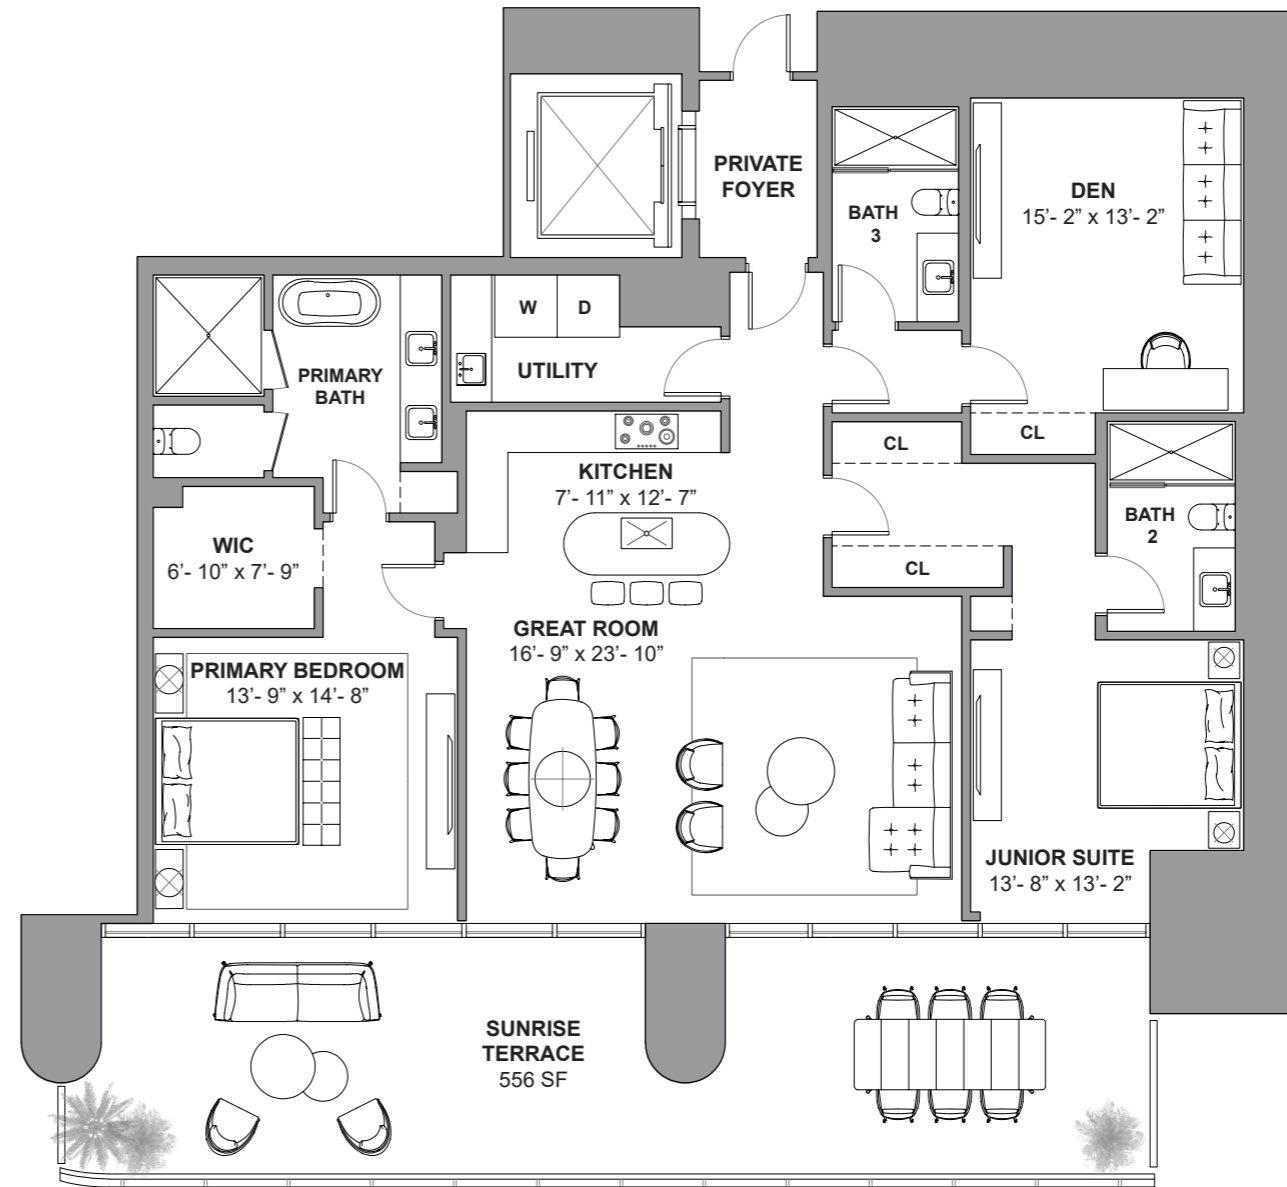 PRIVATE
FOYER
BATH
3
DEN
15’- 2” x 13’- 2”
W
D
UTILITY
PRIMARY
BATH
CL
CL
KITCHEN
7’- 11” x 12’- 7”
BATH
2
WIC
6’- 10” x 7’- 9”
CL
GREAT ROOM
16’- 9” x 23’- 10”
PRIMARY BEDROOM
13’- 9” x 14’- 8”
JUNIOR SUITE
13’- 8” x 13’- 2”
SUNRISE
TERRACE
556 SF